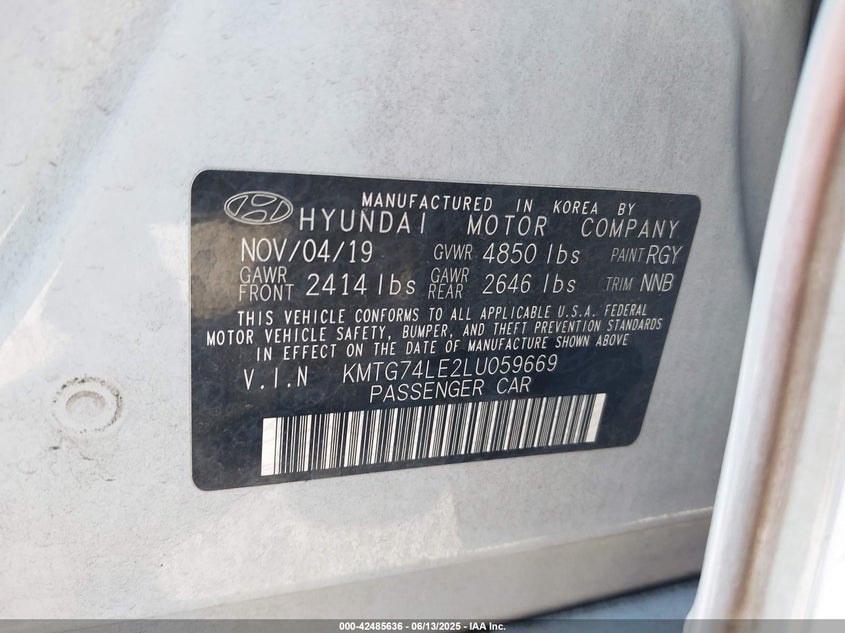 MANUFACTURED IN KOREA BY
HYUNDAI MOTOR COMPANY
NOV/04/19 GVWR 4850 lbs PAINT RGY
GAWR FRONT 2414 lbs GAWR REAR 2646 lbs TRIM NNB
THIS VEHICLE CONFORMS TO ALL APPLICABLE U.S.A. FEDERAL
MOTOR VEHICLE SAFETY, BUMPER, AND THEFT PREVENTION STANDARDS
IN EFFECT ON THE DATE OF MANUFACTURE SHOWN ABOVE
V.I.N KMTG74LE2LU059669
PASSENGER CAR
000-42485636 - 06/13/2025 - IAA Inc.